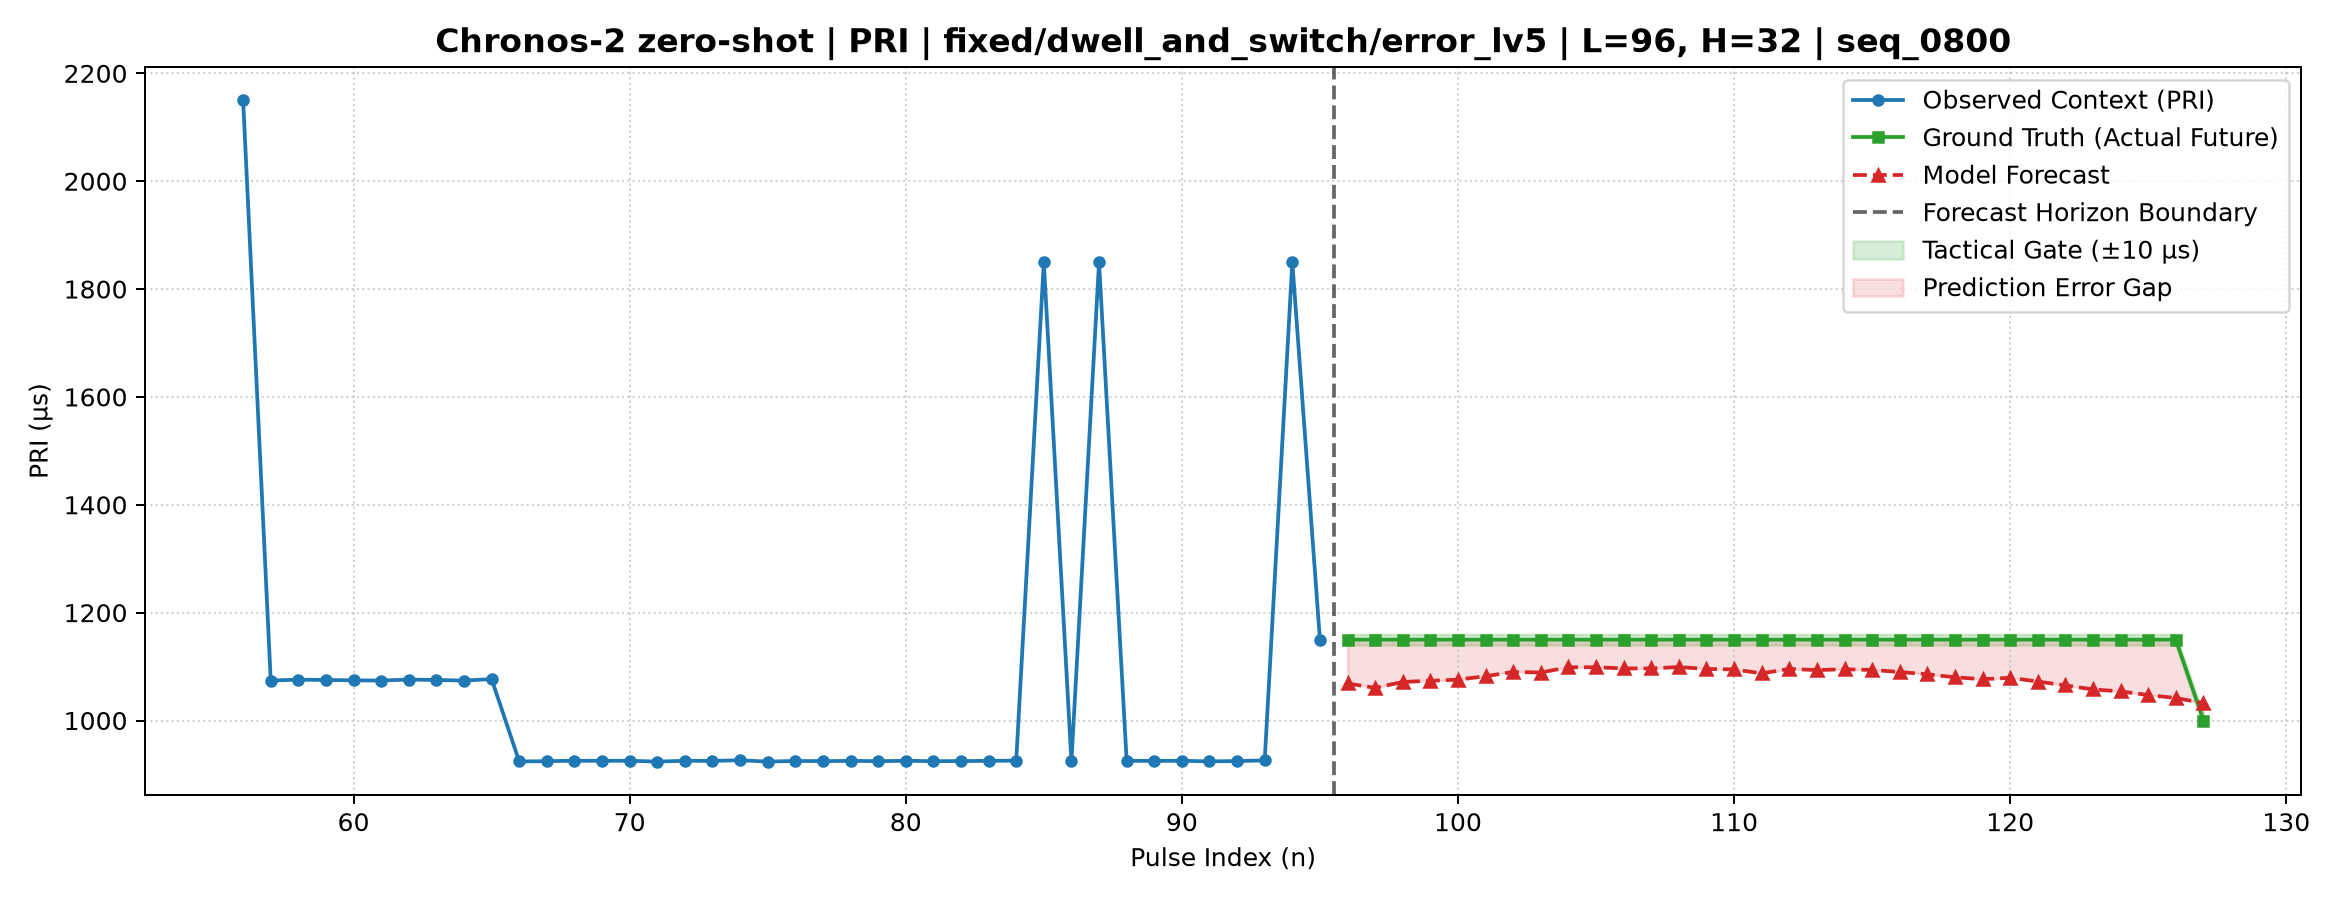 Chronos-2 zero-shot | PRI | fixed/dwell_and_switch/error_lv5 | L=96, H=32 | seq_0800
PRI (µs)
2200
2000
1800
1600
1400
1200
1000
Observed Context (PRI)
Ground Truth (Actual Future)
Model Forecast
Forecast Horizon Boundary
Tactical Gate (±10 µs)
Prediction Error Gap
60 70 80 90 100 110 120 130
Pulse Index (n)